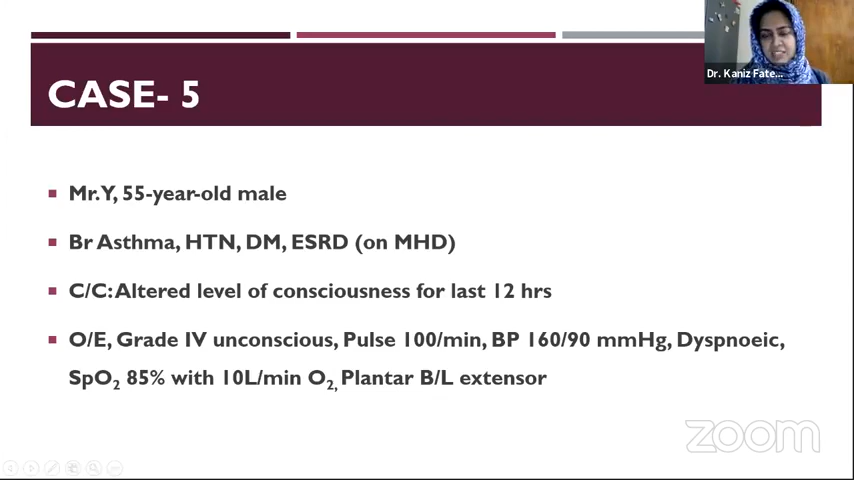 Dr. Kaniz Fate...
CASE- 5
Mr. Y, 55-year-old male
Br Asthma, HTN, DM, ESRD (on MHD)
C/C: Altered level of consciousness for last 12 hrs
O/E, Grade IV unconscious, Pulse 100/min, BP 160/90 mmHg, Dyspnoeic,
SpO₂ 85% with 10L/min O₂, Plantar B/L extensor
zoom